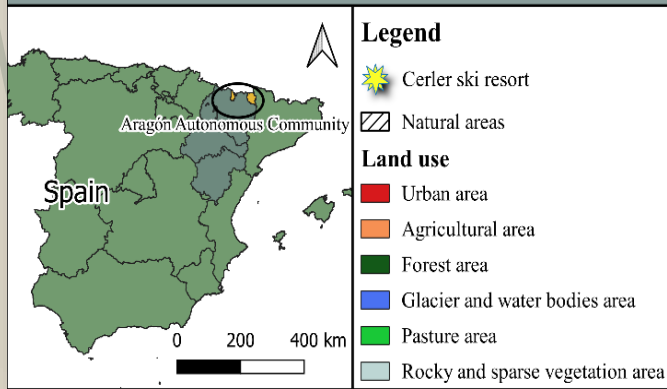 Aragón Autonomous Community
Spain
0 200 400 km
Legend
Cerler ski resort
Natural areas
Land use
Urban area
Agricultural area
Forest area
Glacier and water bodies area
Pasture area
Rocky and sparse vegetation area